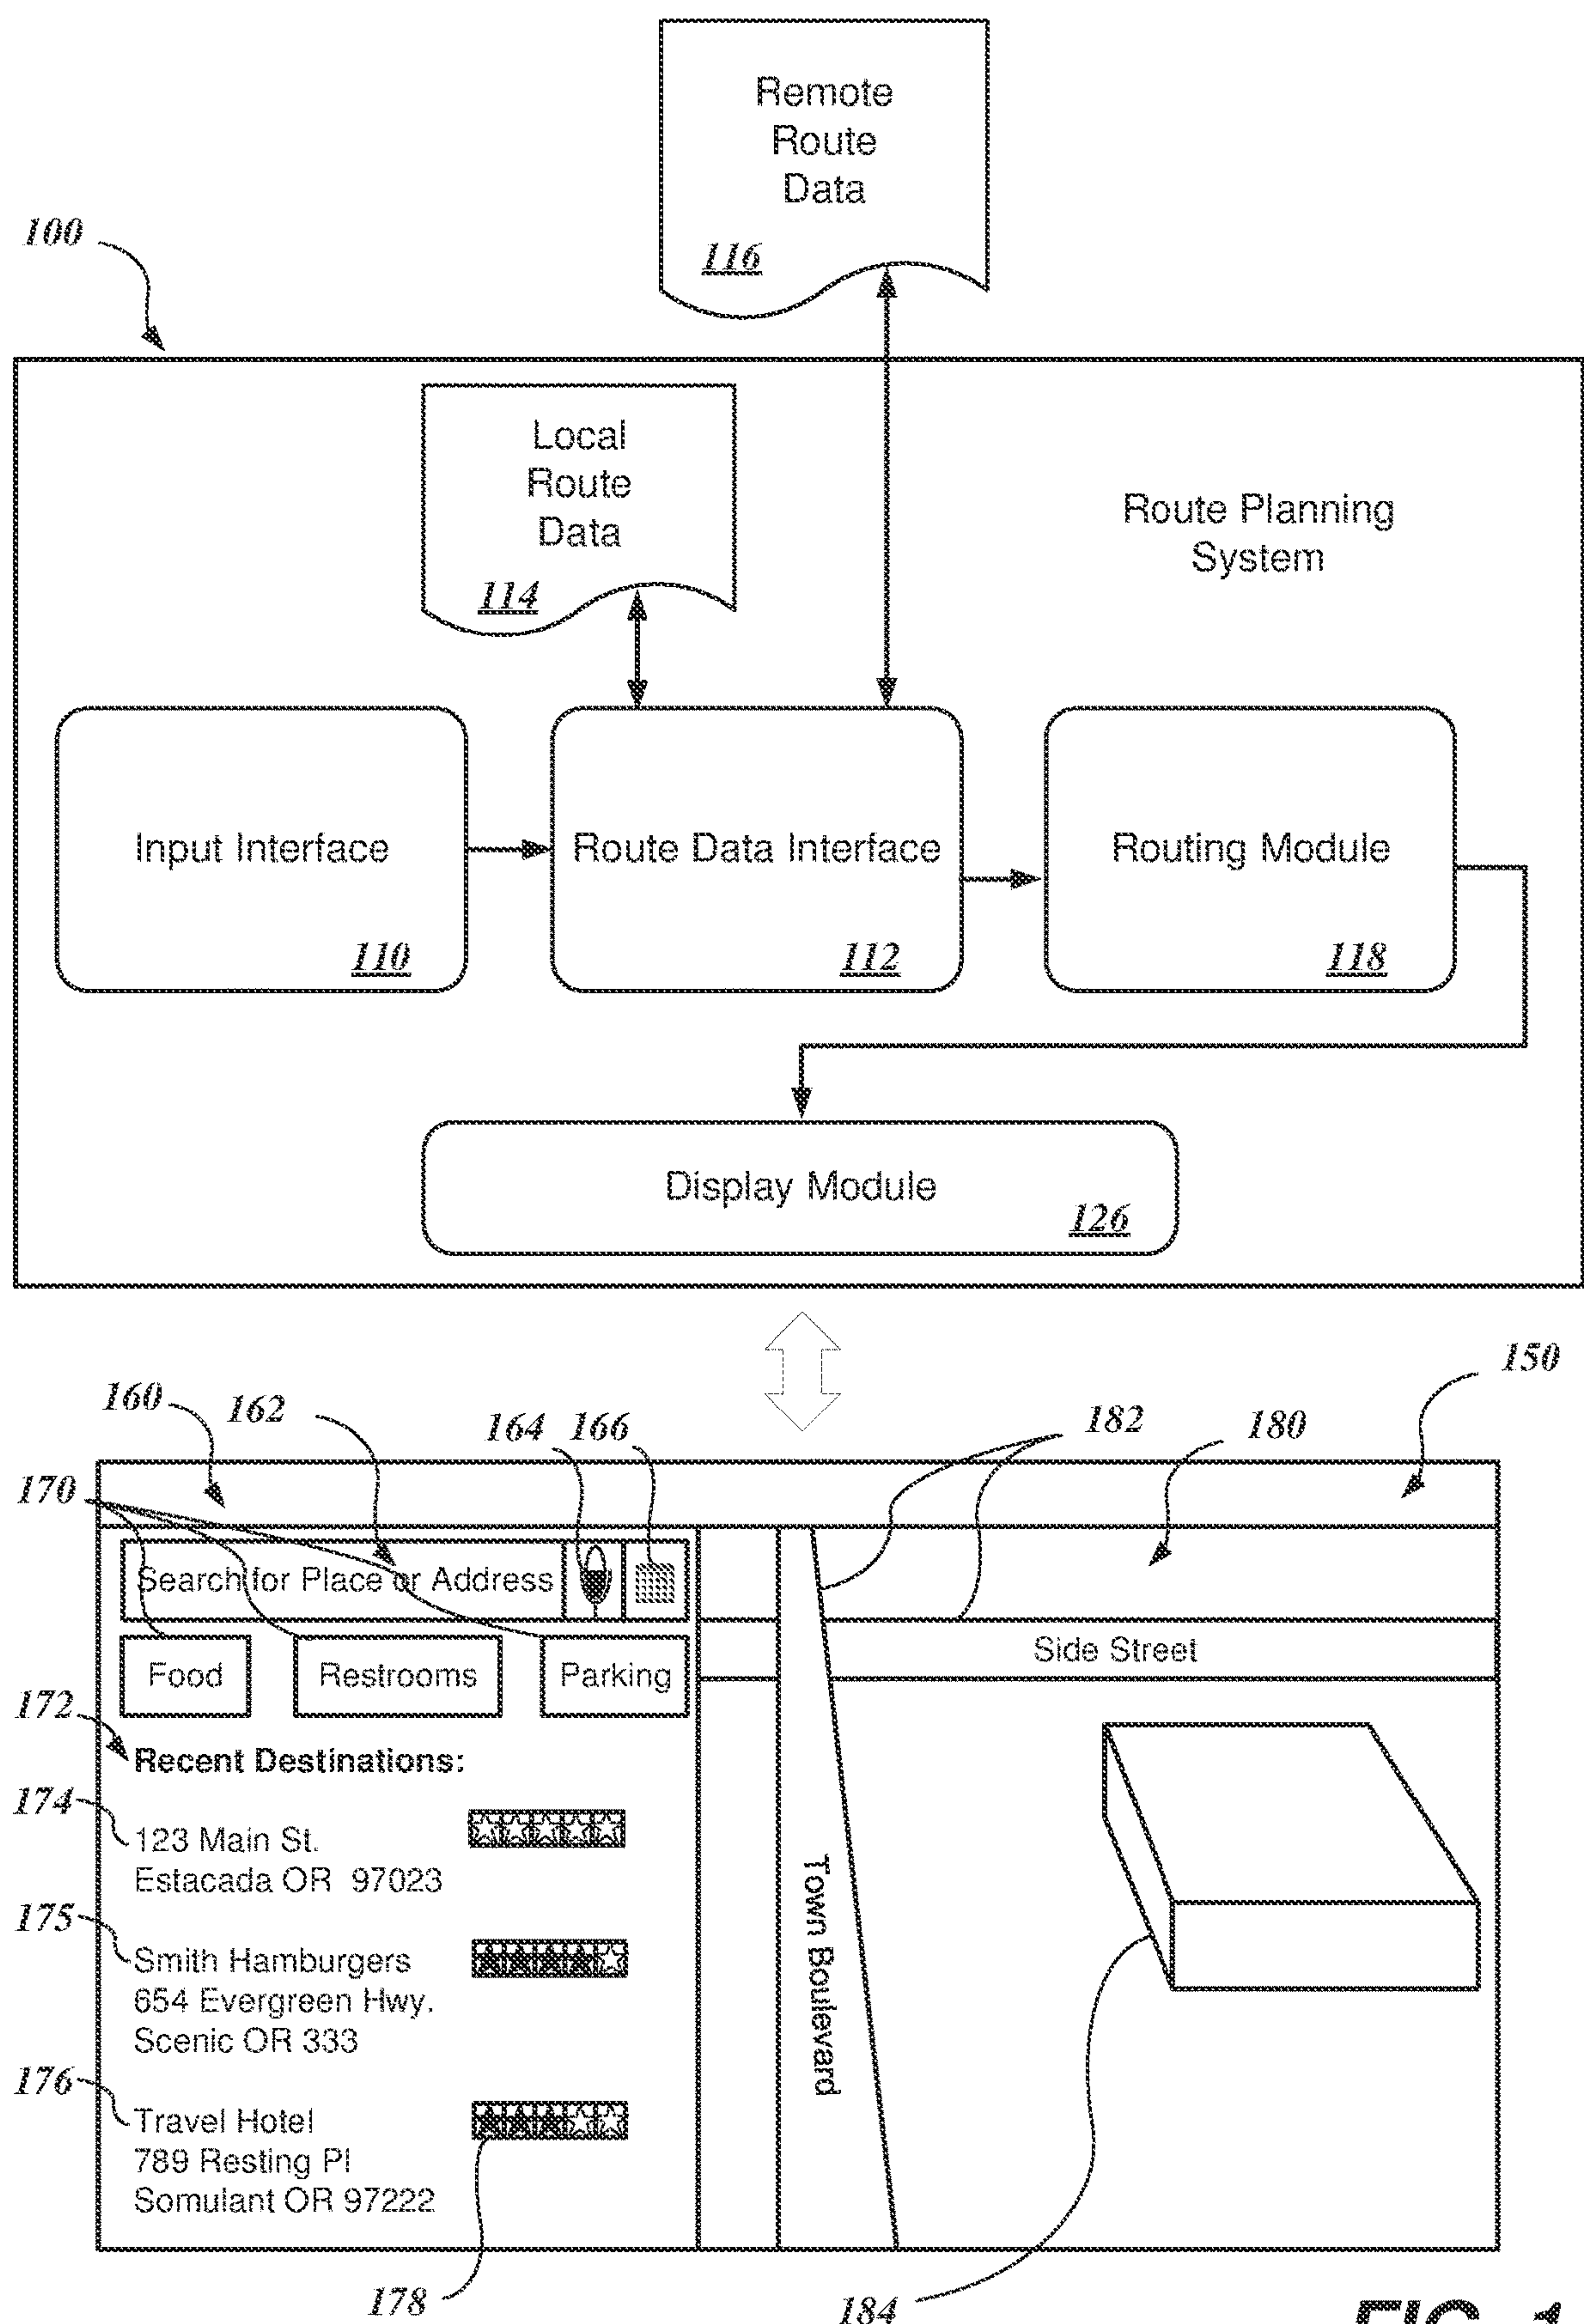 Remote
Route
Data
116
100
Local
Route
Data
114
Route Planning
System
Input Interface
110
Route Data Interface
112
Routing Module
118
Display Module
126
150
160
162
164
166
182
180
170
Search for Place or Address
Side Street
Food
Restrooms
Parking
172
Recent Destinations:
174
123 Main St.
Estacada OR 97023
175
Smith Hamburgers
654 Evergreen Hwy.
Scenic OR 333
Town Boulevard
176
Travel Hotel
789 Resting Pl
Somulant OR 97222
178
184
FIG. 1